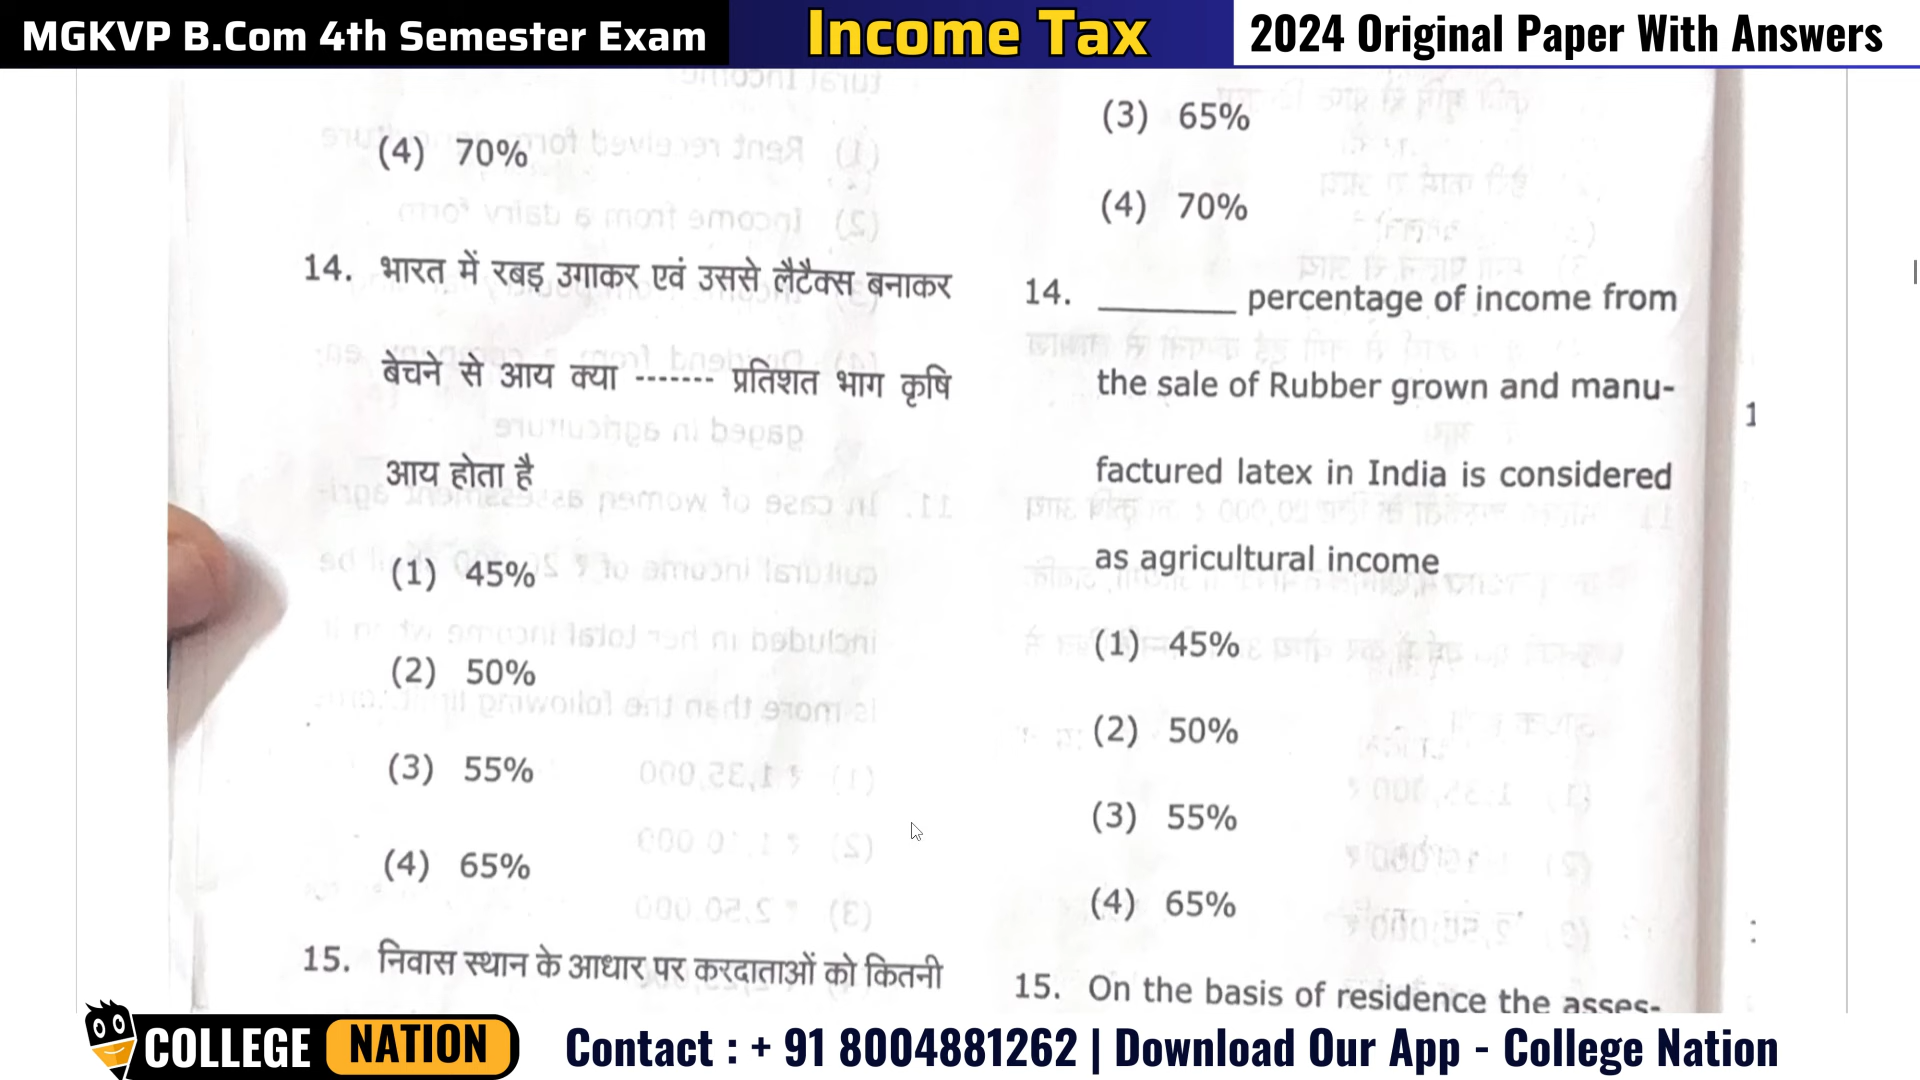 MGKVP B.Com 4th Semester Exam
Income Tax
2024 Original Paper With Answers
(4) 70%
14. भारत में रबड़ उगाकर एवं उससे लैटैक्स बनाकर
बेचने से आय क्या ------- प्रतिशत भाग कृषि
आय होता है
(1) 45%
(2) 50%
(3) 55%
(4) 65%
15. निवास स्थान के आधार पर करदाताओं को कितनी
(3) 65%
(4) 70%
14. ________ percentage of income from
the sale of Rubber grown and manu-
factured latex in India is considered
as agricultural income
(1) 45%
(2) 50%
(3) 55%
(4) 65%
15. On the basis of residence the asses-
1
COLLEGE NATION
Contact : + 91 8004881262 | Download Our App - College Nation